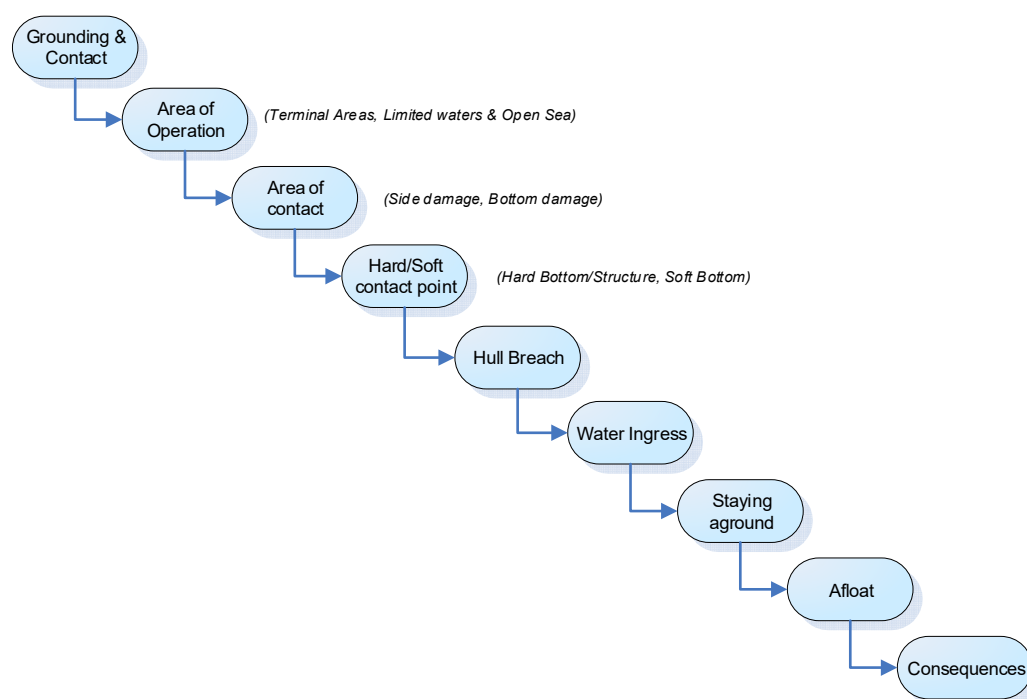 Grounding &
Contact
Area of
Operation
(Terminal Areas, Limited waters & Open Sea)
Area of
contact
(Side damage, Bottom damage)
Hard/Soft
contact point
(Hard Bottom/Structure, Soft Bottom)
Hull Breach
Water Ingress
Staying
aground
Afloat
Consequences